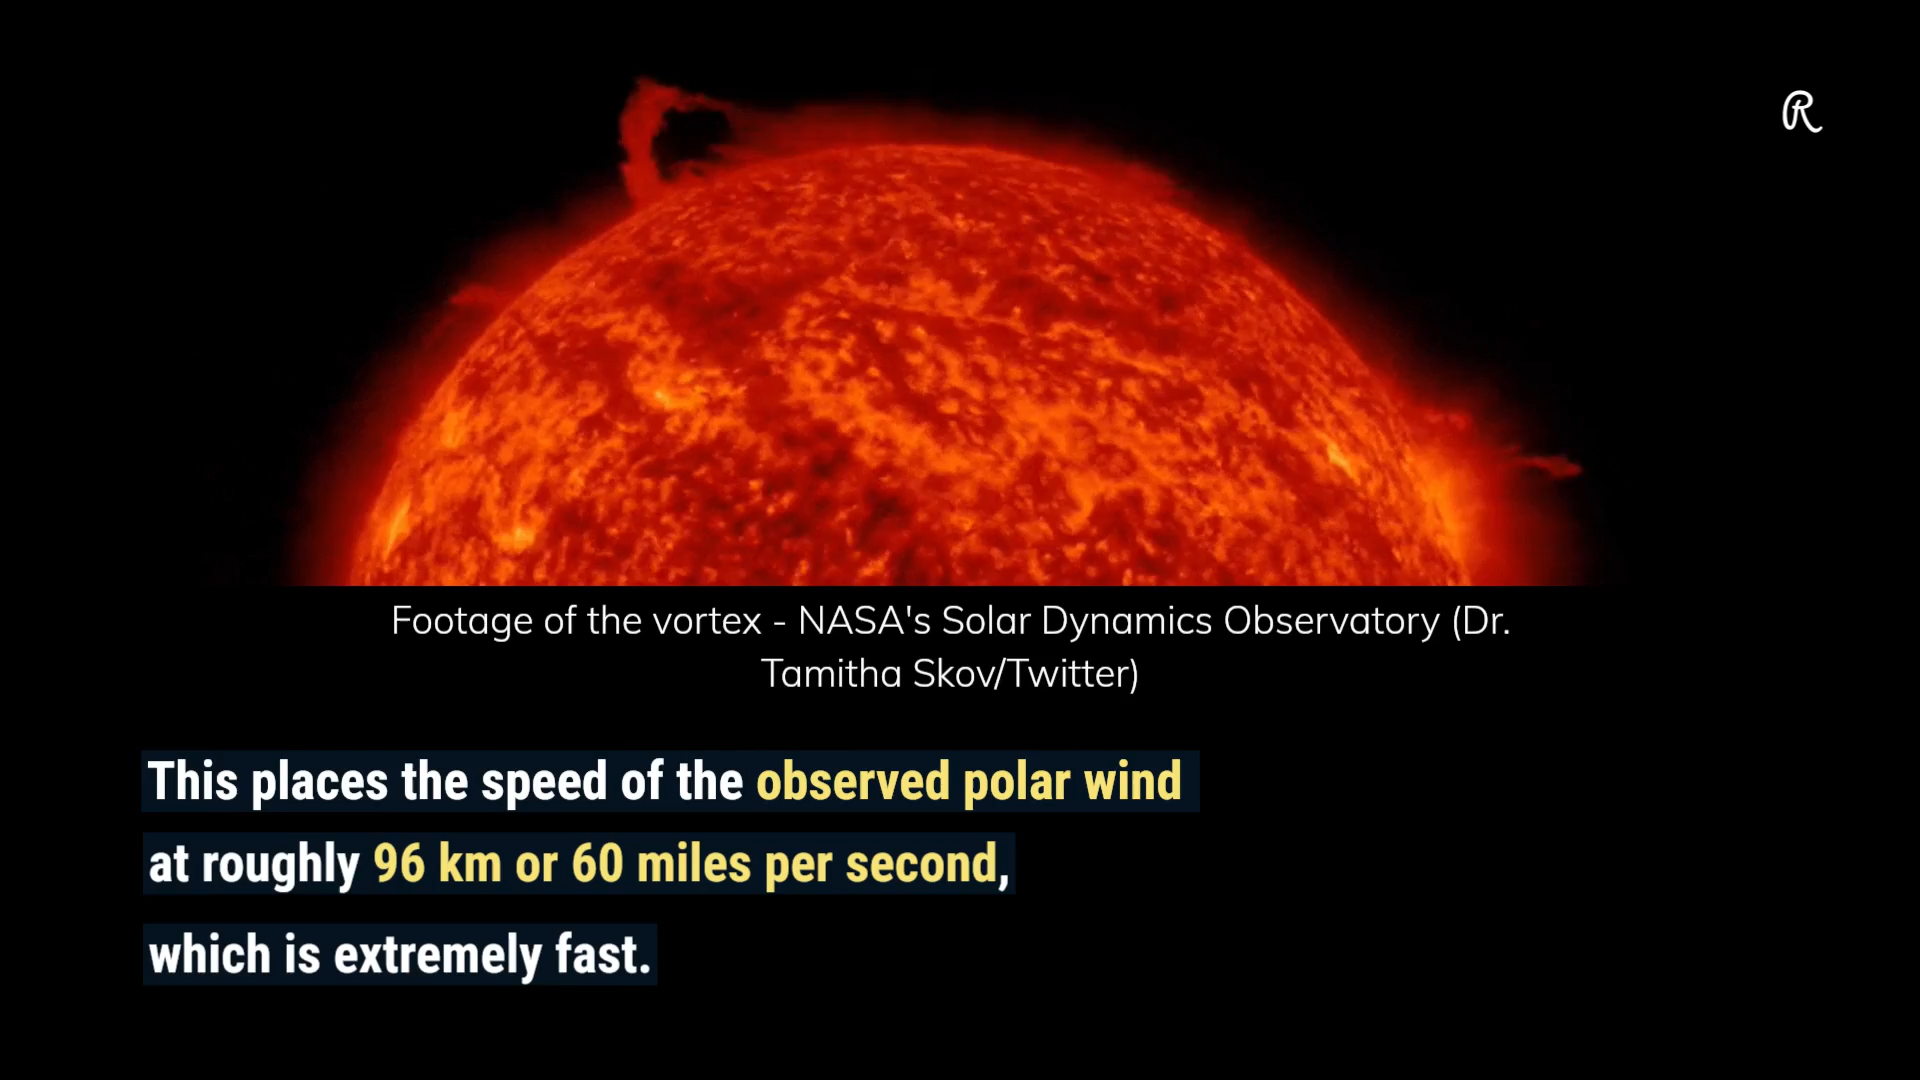 R
Footage of the vortex - NASA's Solar Dynamics Observatory (Dr.
Tamitha Skov/Twitter)
This places the speed of the observed polar wind
at roughly 96 km or 60 miles per second,
which is extremely fast.